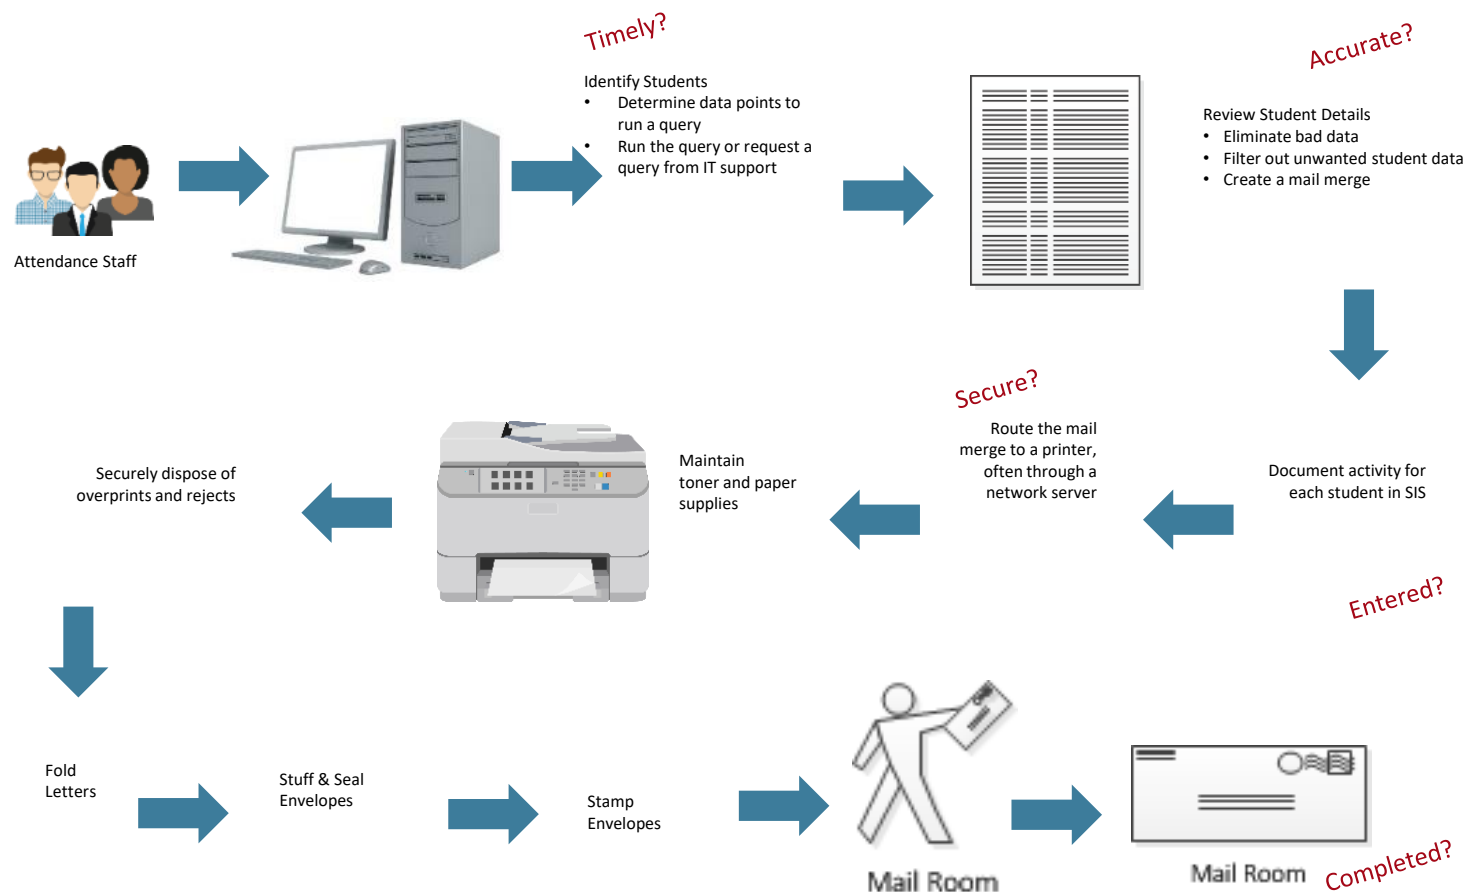 Timely?
Accurate?
Identify Students
• Determine data points to
run a query
• Run the query or request a
query from IT support
Review Student Details
• Eliminate bad data
• Filter out unwanted student data
• Create a mail merge
Attendance Staff
Secure?
Securely dispose of
overprints and rejects
Maintain
toner and paper
supplies
Route the mail
merge to a printer,
often through a
network server
Document activity for
each student in SIS
Entered?
Fold
Letters
Stuff & Seal
Envelopes
Stamp
Envelopes
Mail Room
Mail Room
Completed?